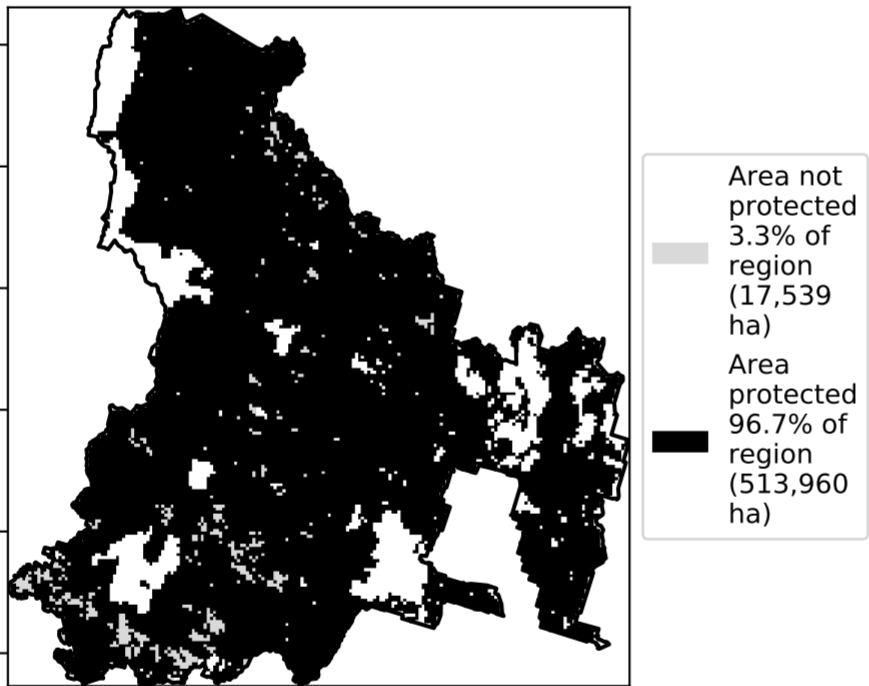 Area not
protected
3.3% of
region
(17,539
ha)
Area
protected
96.7% of
region
(513,960
ha)